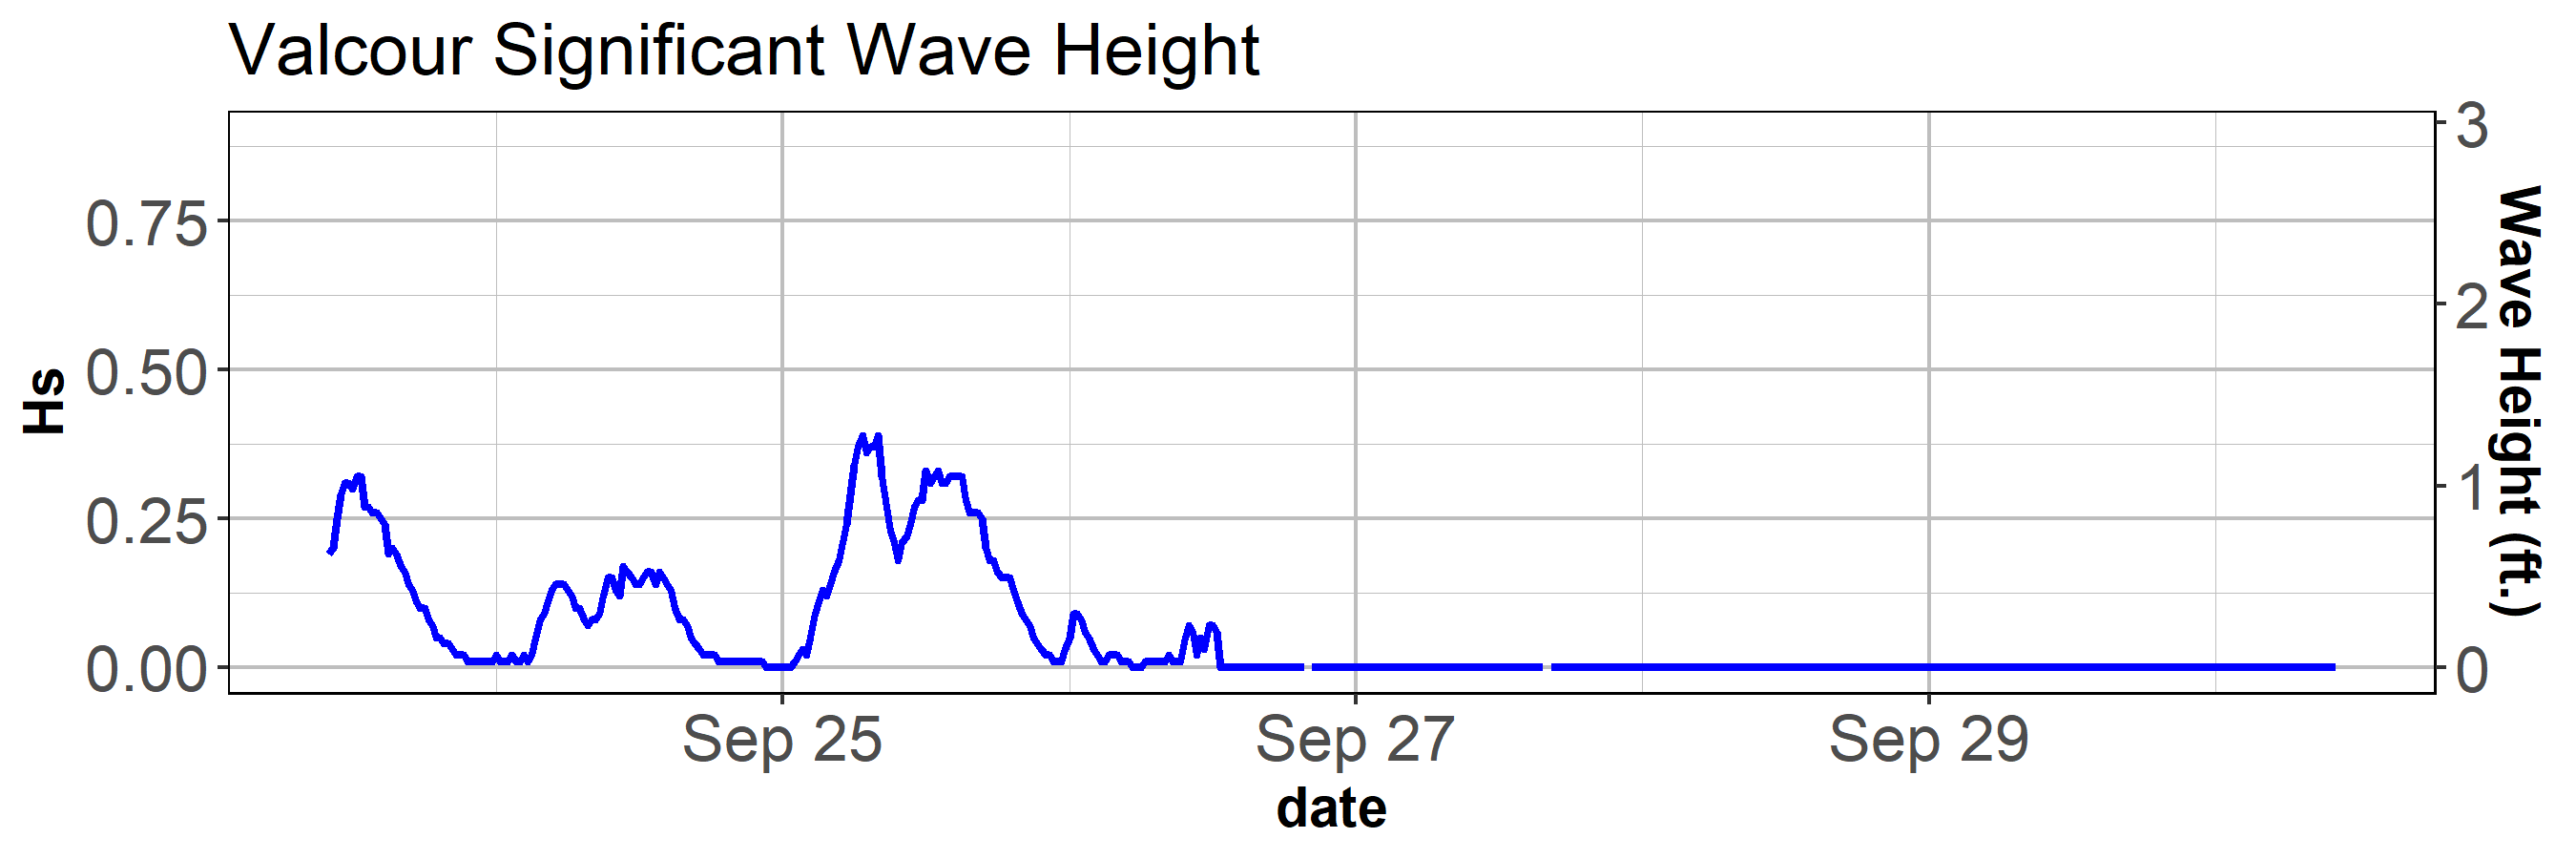 Valcour Significant Wave Height
Hs
0.75
0.50
0.25
0.00
3
2
1
0
Wave Height (ft.)
Sep 25
Sep 27
Sep 29
date